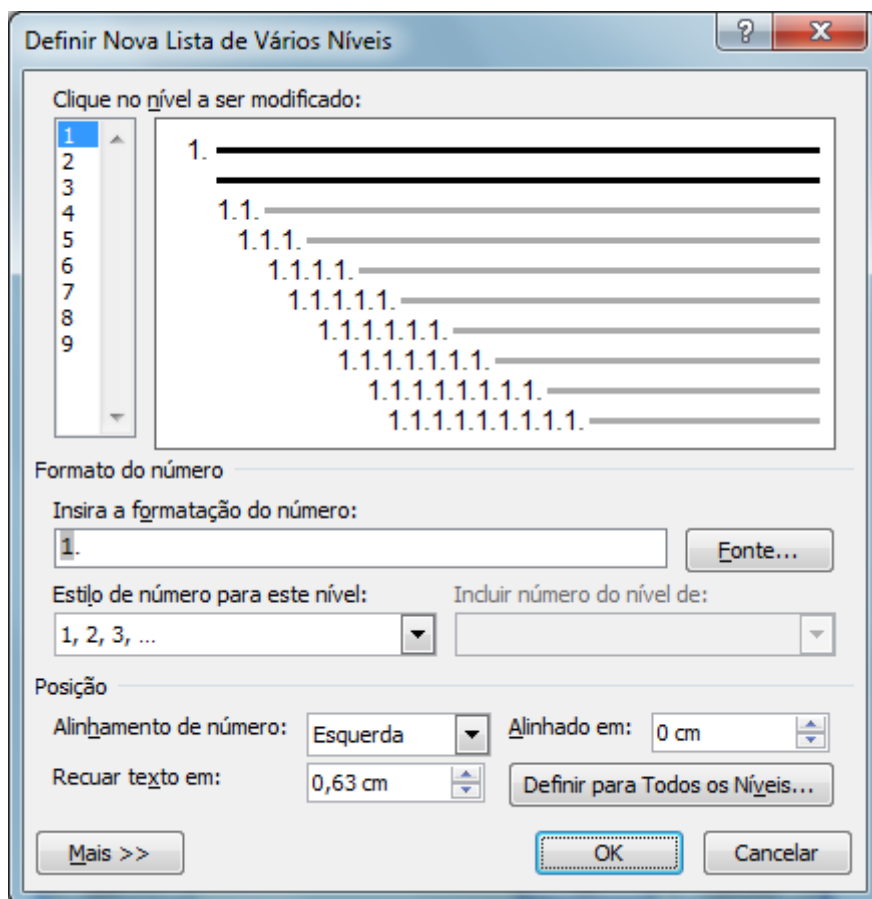 Definir Nova Lista de Vários Níveis
Clique no nível a ser modificado:
1
2
3
4
5
6
7
8
9
1.
1.1.
1.1.1.
1.1.1.1.
1.1.1.1.1.
1.1.1.1.1.1.
1.1.1.1.1.1.1.
1.1.1.1.1.1.1.1.
1.1.1.1.1.1.1.1.1.
Formato do número
Insira a formatação do número:
1.
Fonte...
Estilo de número para este nível: Incluir número do nível de:
1, 2, 3, ...
Posição
Alinhamento de número: Esquerda Alinhado em: 0 cm
Recuar texto em: 0,63 cm Definir para Todos os Níveis...
Mais >> OK Cancelar